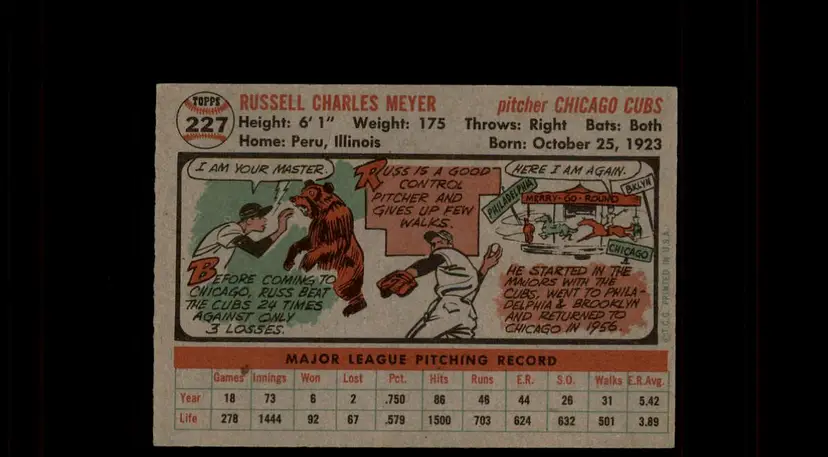 TOPPS
227
RUSSELL CHARLES MEYER
pitcher CHICAGO CUBS
Height: 6' 1" Weight: 175 Throws: Right Bats: Both
Home: Peru, Illinois
Born: October 25, 1923
I AM YOUR MASTER.
BEFORE COMING TO
CHICAGO, RUSS BEAT
THE CUBS 24 TIMES
AGAINST ONLY
3 LOSSES.
RUSS IS A GOOD
CONTROL
PITCHER AND
GIVES UP FEW
WALKS.
HERE I AM AGAIN.
PHILADELPHIA
BKLYN
MERRY-GO-ROUND
CHICAGO
HE STARTED IN THE
MAJORS WITH THE
CUBS, WENT TO PHILA-
DELPHIA & BROOKLYN
AND RETURNED TO
CHICAGO IN 1956.
© T.C.G. PRINTED IN U.S.A.
MAJOR LEAGUE PITCHING RECORD
Games Innings Won Lost Pct. Hits Runs E.R. S.O. Walks E.R.Avg.
Year 18 73 6 2 .750 86 46 44 26 31 5.42
Life 278 1444 92 67 .579 1500 703 624 632 501 3.89